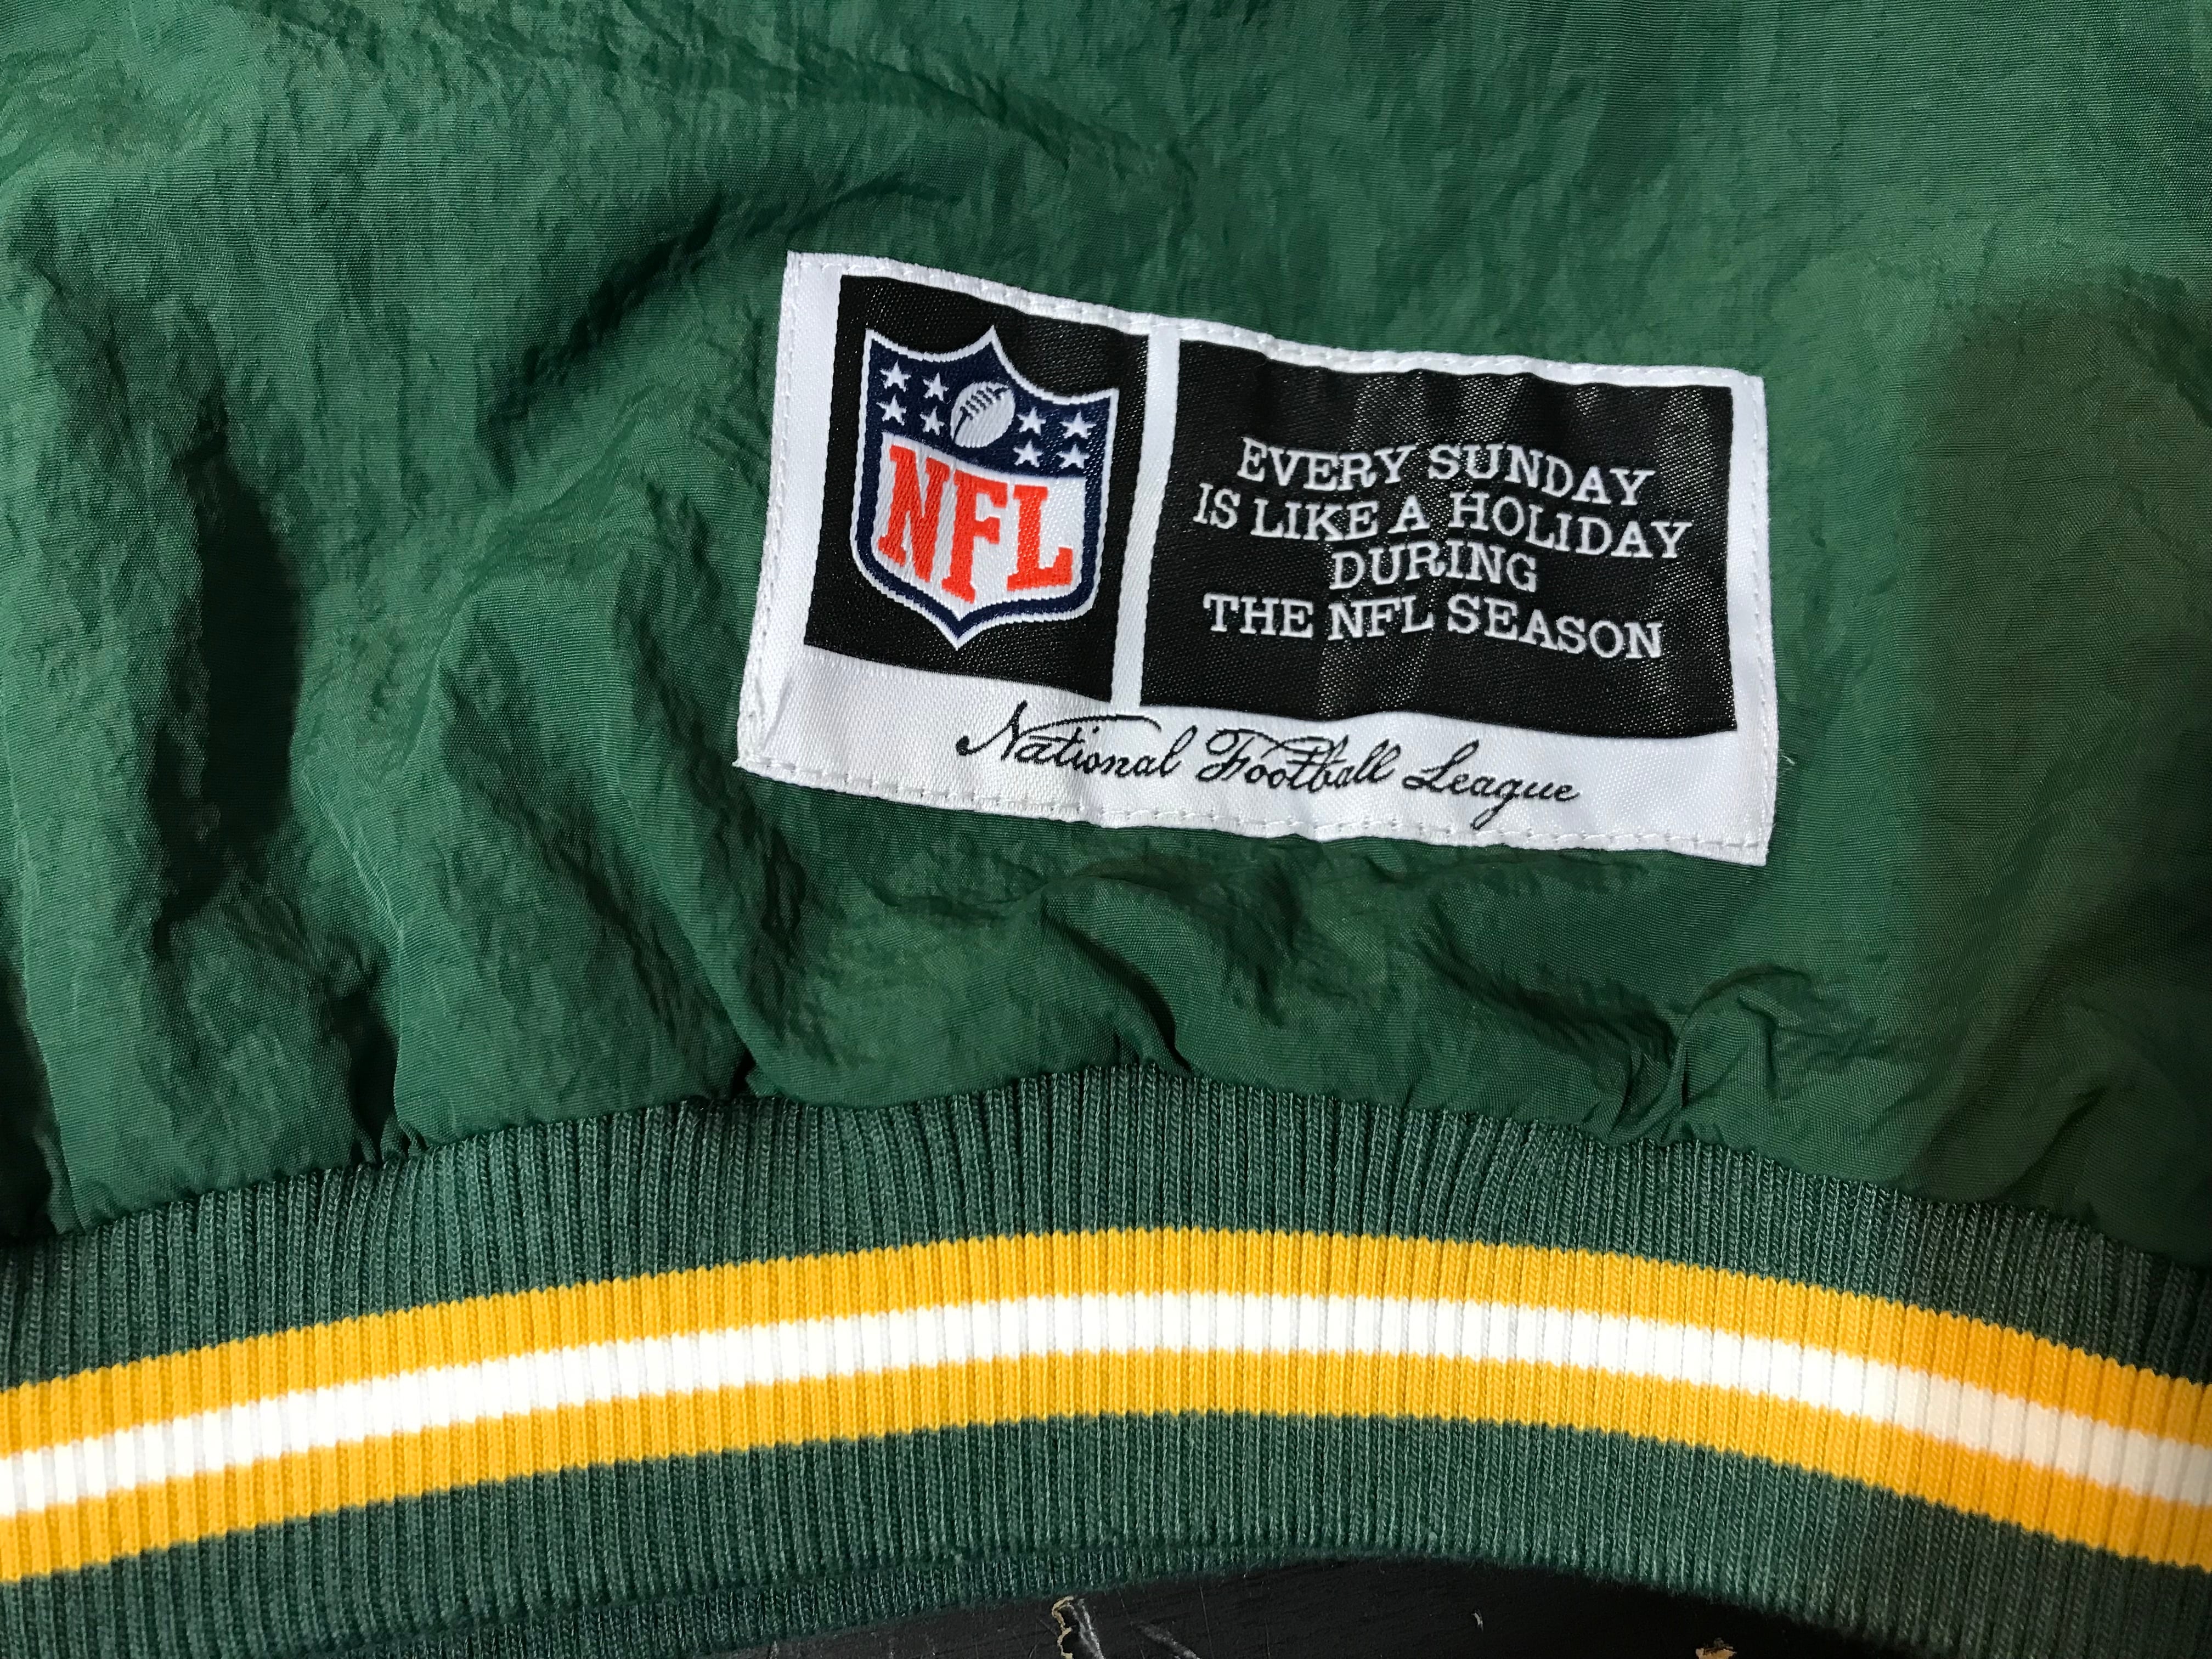 NFL
EVERY SUNDAY
IS LIKE A HOLIDAY
DURING
THE NFL SEASON
National Football League